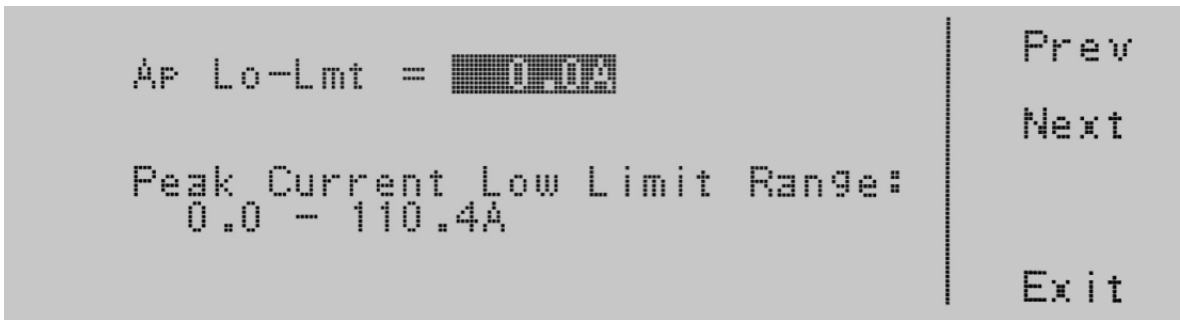 Ap Lo-Lmt = 0.0A
Peak Current Low Limit Range:
0.0 - 110.4A
Prev
Next
Exit